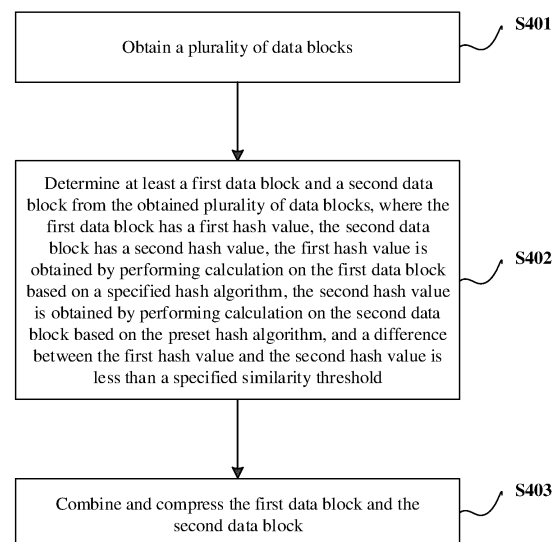 S401
Obtain a plurality of data blocks
Determine at least a first data block and a second data
block from the obtained plurality of data blocks, where the
first data block has a first hash value, the second data
block has a second hash value, the first hash value is
obtained by performing calculation on the first data block
based on a specified hash algorithm, the second hash value
is obtained by performing calculation on the second data
block based on the preset hash algorithm, and a difference
between the first hash value and the second hash value is
less than a specified similarity threshold
S402
Combine and compress the first data block and the
second data block
S403